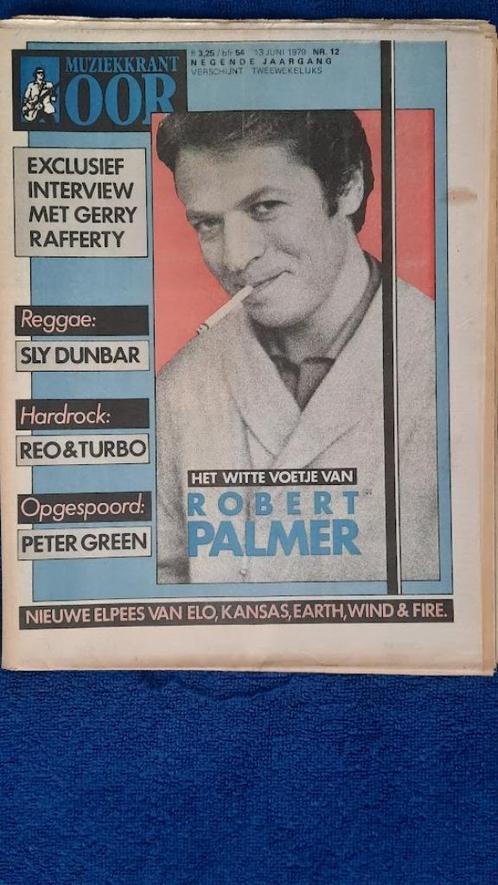 MUZIEKKRANT
OOR
fl 3,25 / bfr 54 13 JUNI 1979 NR. 12
NEGENDE JAARGANG
VERSCHIJNT TWEEWEKELIJKS
EXCLUSIEF
INTERVIEW
MET GERRY
RAFFERTY
Reggae:
SLY DUNBAR
Hardrock:
REO & TURBO
Opgespoord:
PETER GREEN
HET WITTE VOETJE VAN
ROBERT
PALMER
NIEUWE ELPEES VAN ELO, KANSAS, EARTH, WIND & FIRE.